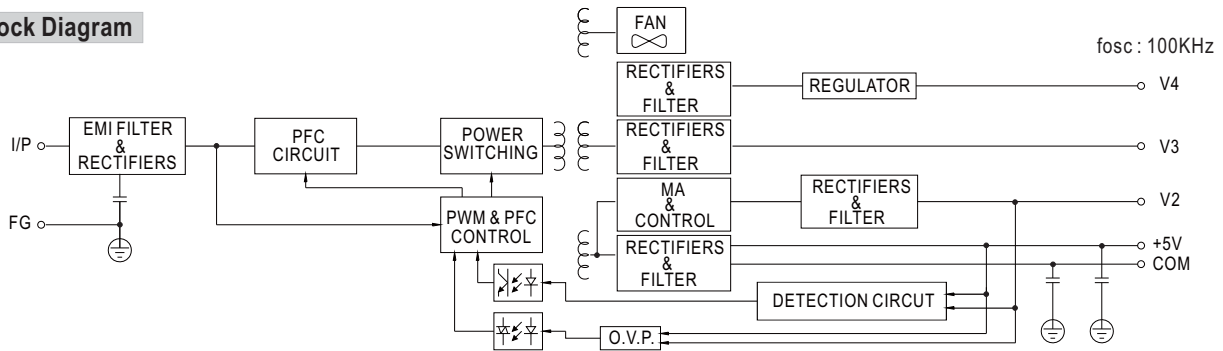 ock Diagram
FAN
fosc : 100KHz
RECTIFIERS
&
FILTER
REGULATOR
V4
I/P
EMI FILTER
&
RECTIFIERS
PFC
CIRCUIT
POWER
SWITCHING
RECTIFIERS
&
FILTER
V3
FG
PWM & PFC
CONTROL
MA
&
CONTROL
RECTIFIERS
&
FILTER
V2
RECTIFIERS
&
FILTER
+5V
COM
DETECTION CIRCUT
O.V.P.